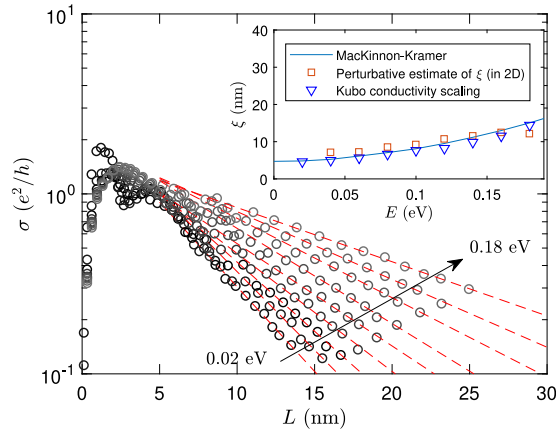 10^1
10^0
10^-1
σ (e²/h)
0 5 10 15 20 25 30
L (nm)
0.02 eV
0.18 eV
40
30
20
10
0
ξ (nm)
0 0.05 0.1 0.15
E (eV)
MacKinnon-Kramer
Perturbative estimate of ξ (in 2D)
Kubo conductivity scaling